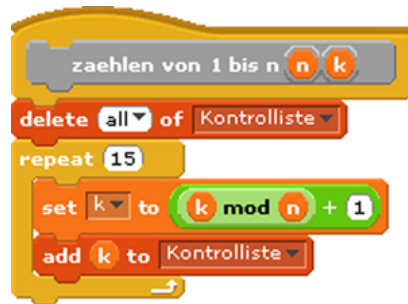 zaehlen von 1 bis n n k
delete all of Kontrolliste
repeat 15
set k to k mod n + 1
add k to Kontrolliste